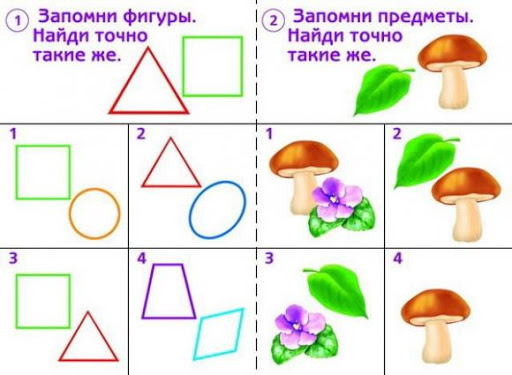 1 Запомни фигуры.
Найди точно
такие же.
2 Запомни предметы.
Найди точно
такие же.
1
2
1
2
3
4
3
4